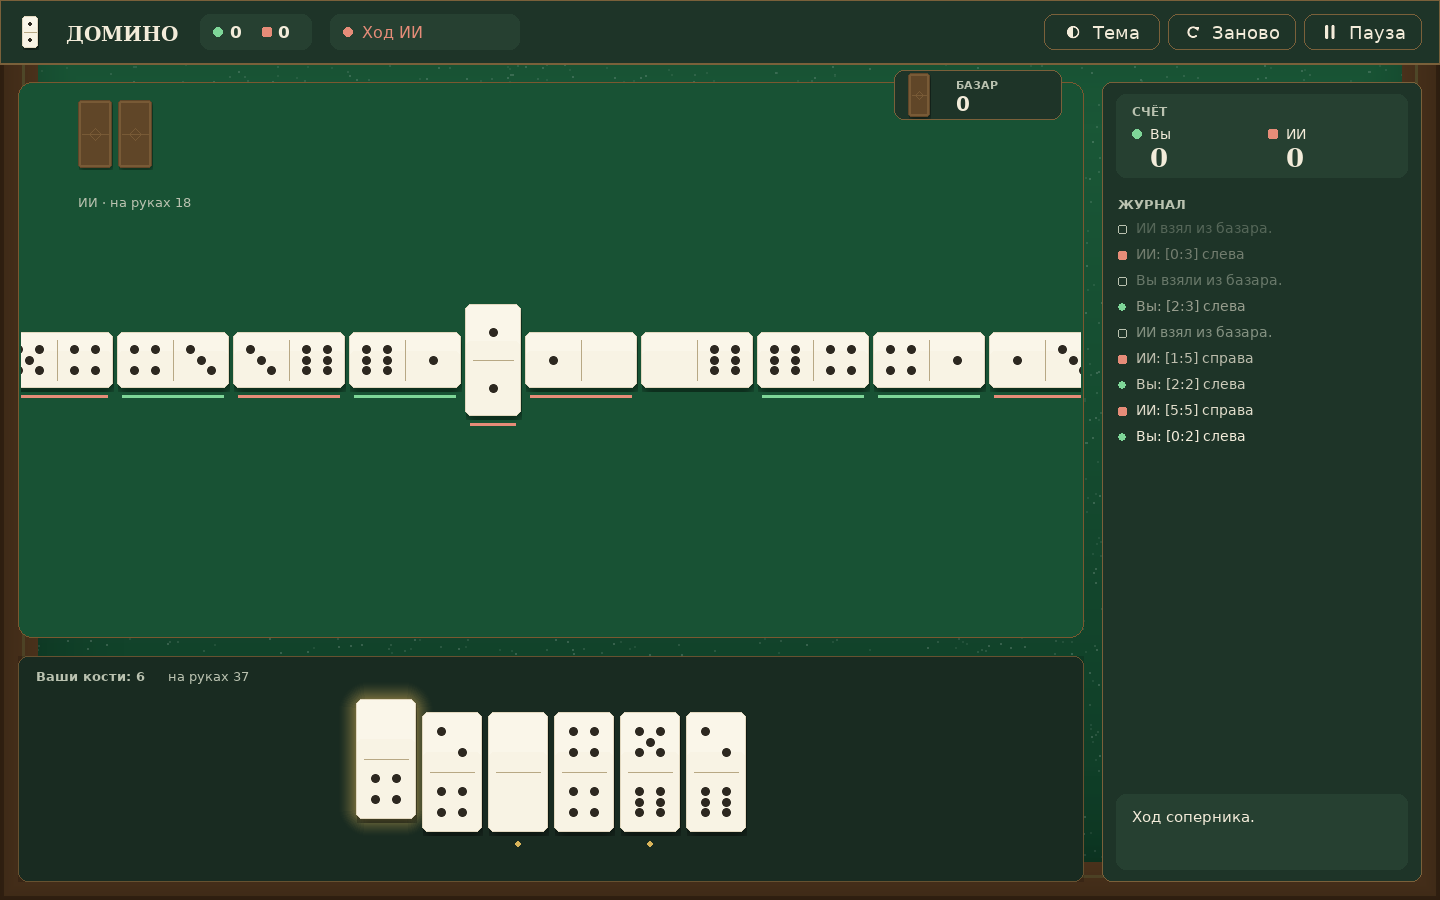 ДОМИНО
0 0
Ход ИИ
Тема
Заново
Пауза
БАЗАР
0
ИИ · на руках 18
СЧЁТ
Вы ИИ
0 0
ЖУРНАЛ
ИИ взял из базара.
ИИ: [0:3] слева
Вы взяли из базара.
Вы: [2:3] слева
ИИ взял из базара.
ИИ: [1:5] справа
Вы: [2:2] слева
ИИ: [5:5] справа
Вы: [0:2] слева
Ход соперника.
Ваши кости: 6 на руках 37